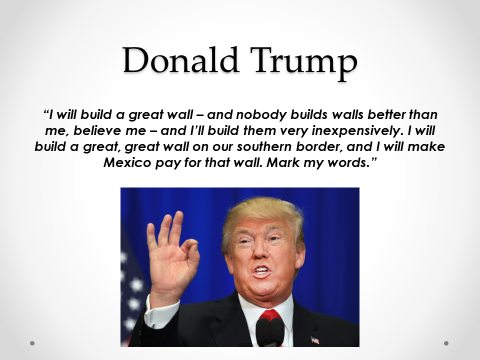 Donald Trump
“I will build a great wall – and nobody builds walls better than
me, believe me – and I’ll build them very inexpensively. I will
build a great, great wall on our southern border, and I will make
Mexico pay for that wall. Mark my words.”